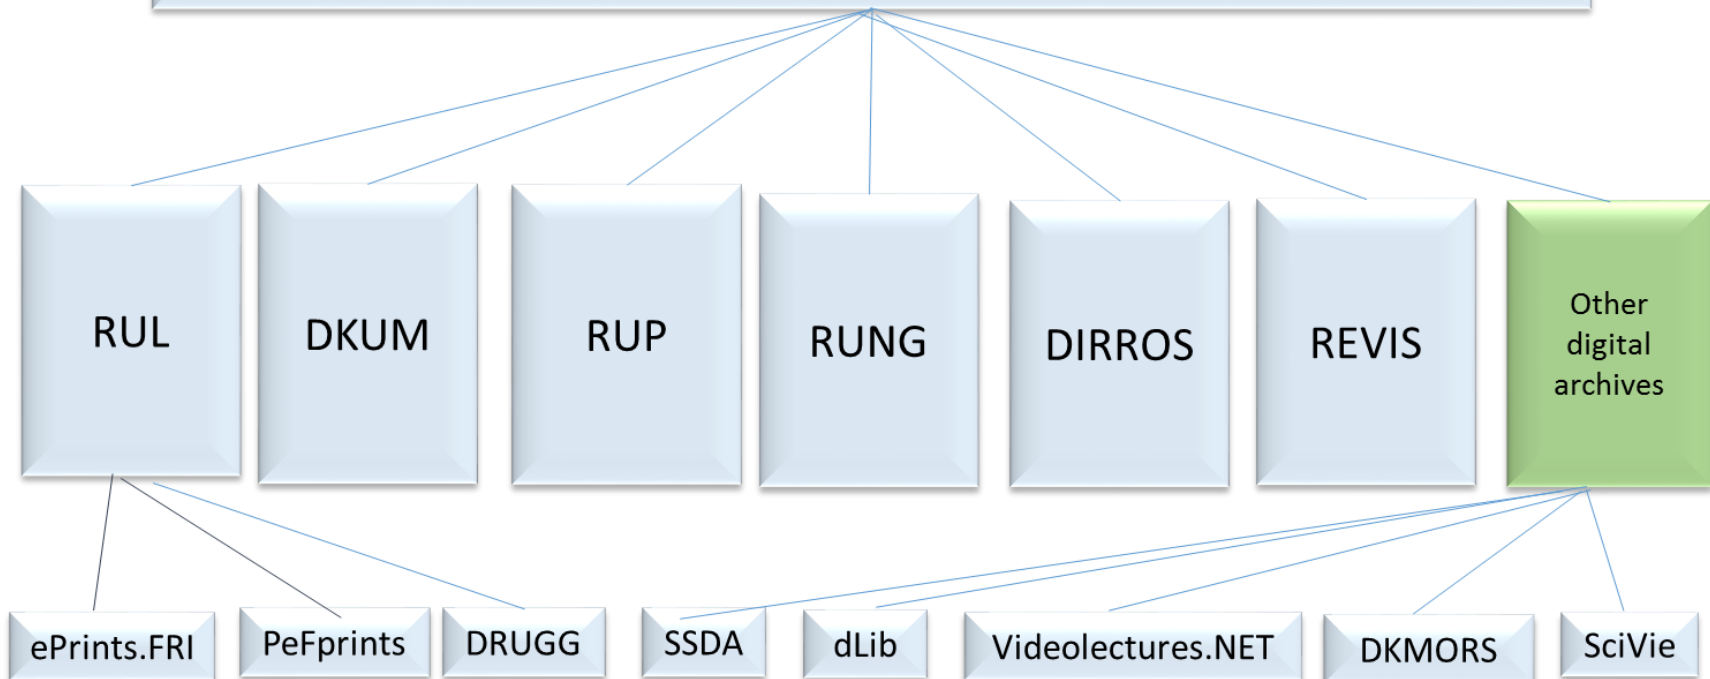 RUL
DKUM
RUP
RUNG
DIRROS
REVIS
Other
digital
archives
ePrints.FRI
PeFprints
DRUGG
SSDA
dLib
Videolectures.NET
DKMORS
SciVie